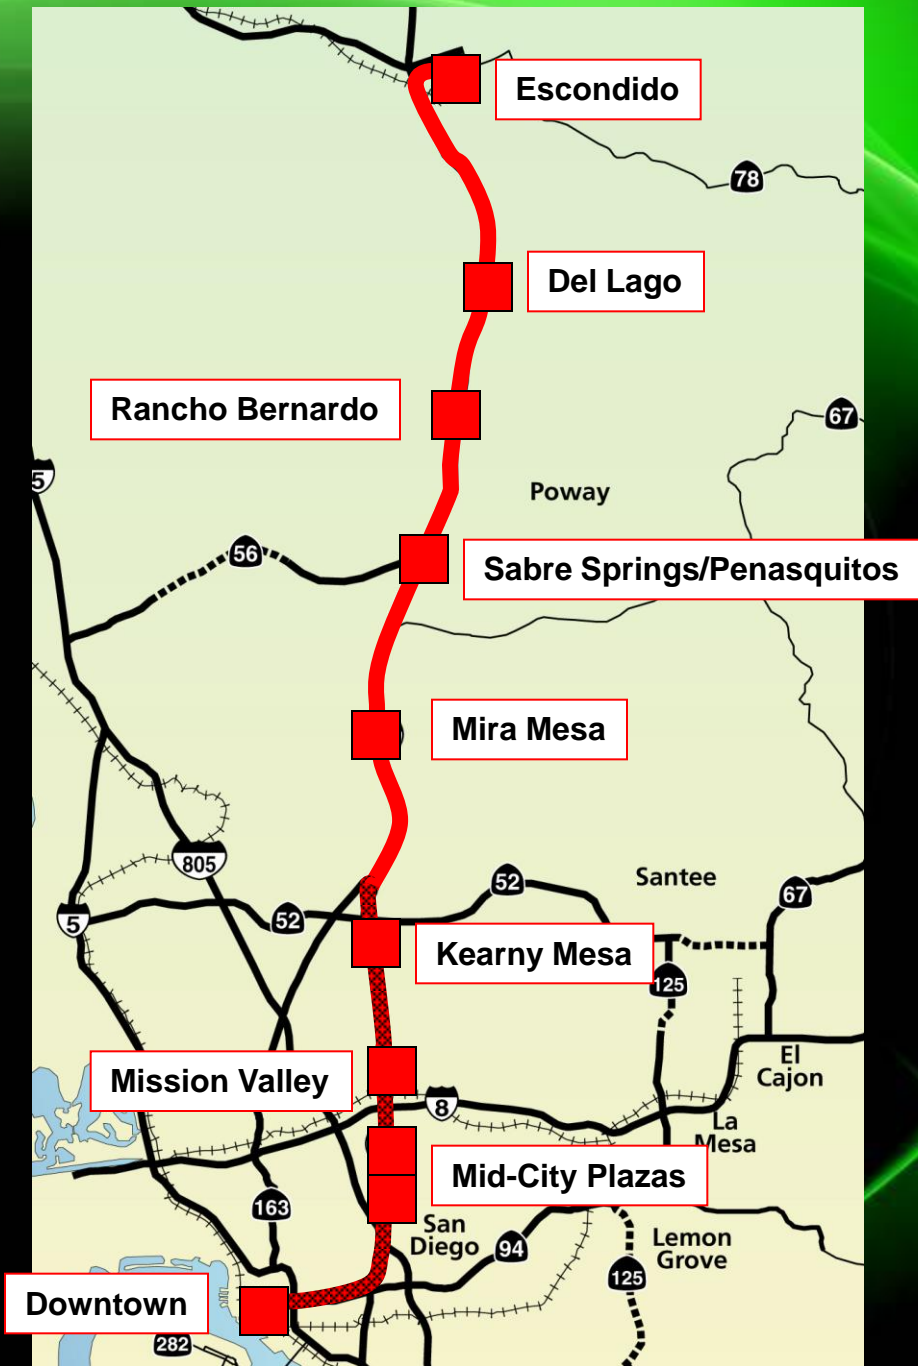 Escondido
78
Del Lago
Rancho Bernardo
67
5
Poway
56
Sabre Springs/Penasquitos
Mira Mesa
805
52
Santee
67
5
52
Kearny Mesa
125
El
Cajon
Mission Valley
8
La
Mesa
Mid-City Plazas
163
San
Diego
94
Lemon
Grove
125
Downtown
282